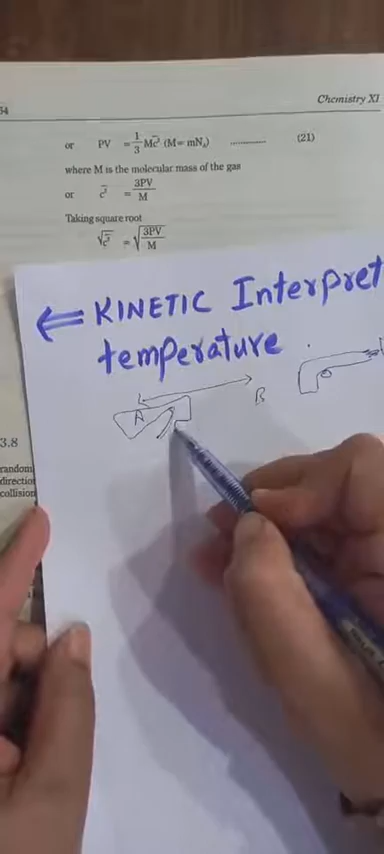 Chemistry XI
or PV = 1/3 Mc̄² (M = mNₐ) .............. (21)
where M is the molecular mass of the gas
or c̄² = 3PV/M
Taking square root
√c̄² = √3PV/M
⇐ KINETIC Interpret
temperature
A B
3.8
random
directio
collision